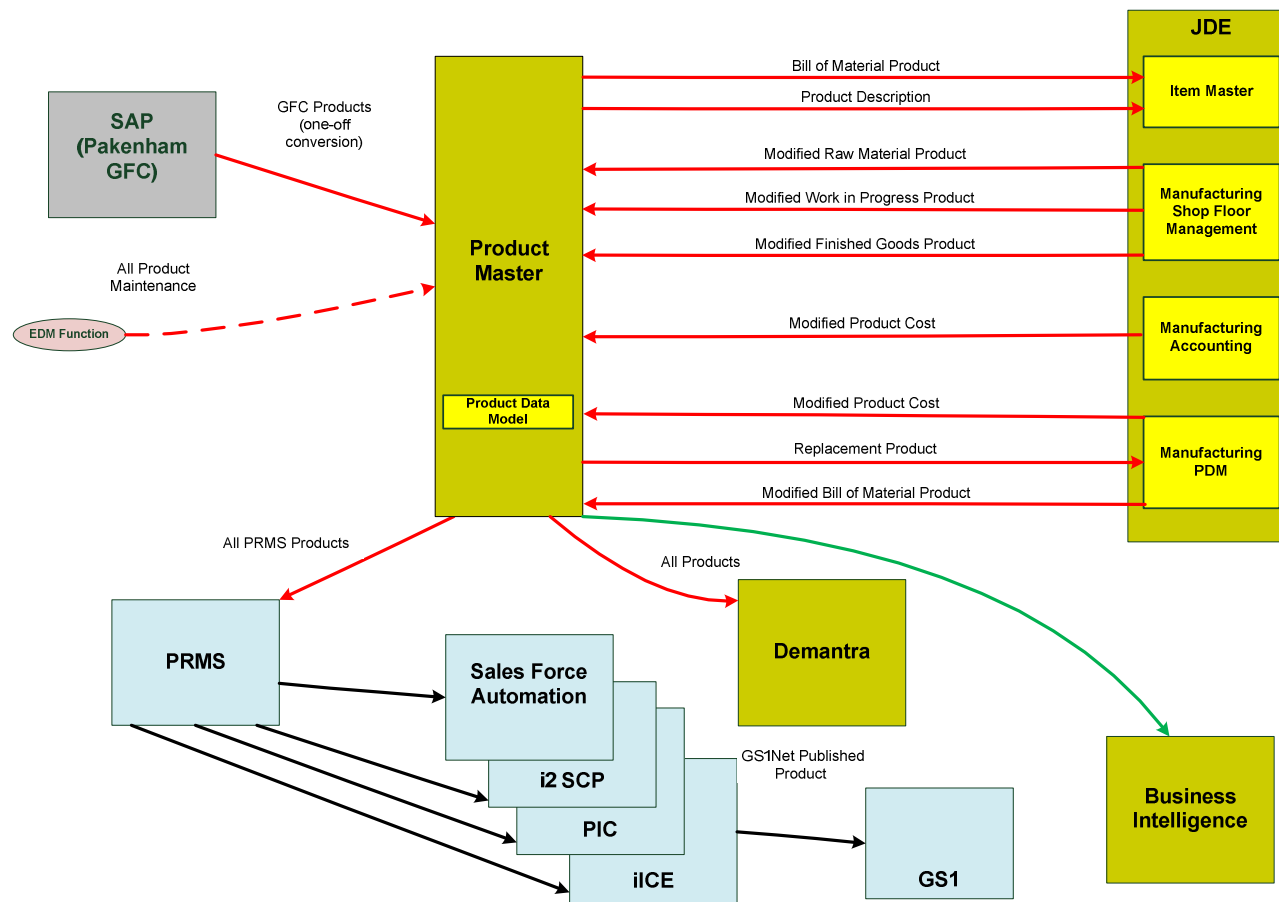 JDE
SAP
(Pakenham
GFC)
GFC Products
(one-off
conversion)
Bill of Material Product
Product Description
Item Master
Modified Raw Material Product
Modified Work in Progress Product
Modified Finished Goods Product
Manufacturing
Shop Floor
Management
Product
Master
All Product
Maintenance
EDM Function
Modified Product Cost
Manufacturing
Accounting
Product Data
Model
Modified Product Cost
Replacement Product
Modified Bill of Material Product
Manufacturing
PDM
All PRMS Products
All Products
PRMS
Sales Force
Automation
Demantra
i2 SCP
PIC
iICE
GS1Net Published
Product
GS1
Business
Intelligence